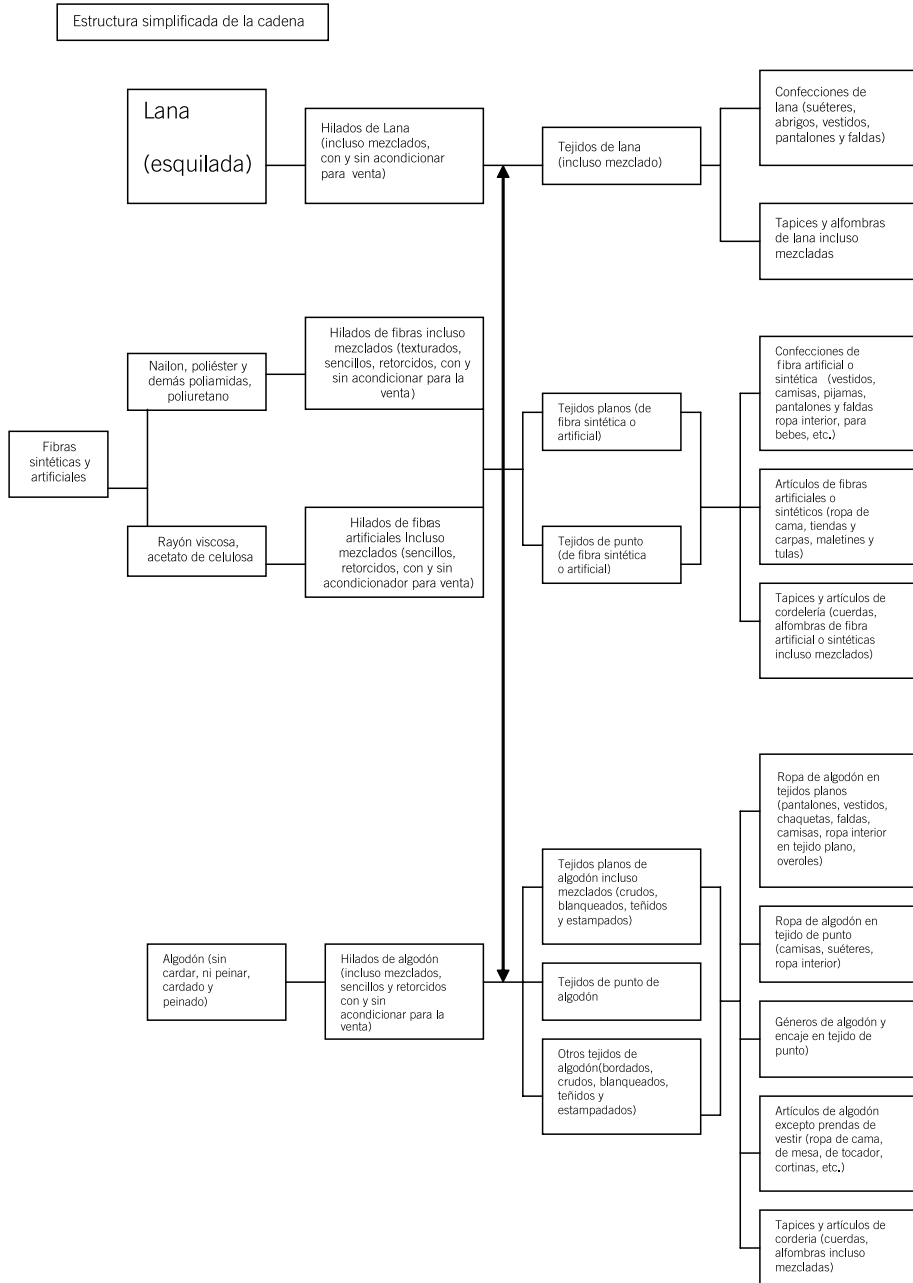 Estructura simplificada de la cadena
Lana
(esquilada)
Hilados de Lana
(incluso mezclados,
con y sin acondicionar
para venta)
Tejidos de lana
(incluso mezclado)
Confecciones de
lana (suéteres,
abrigos, vestidos,
pantalones y faldas)
Tapices y alfombras
de lana incluso
mezcladas
Fibras
sintéticas y
artificiales
Nailon, poliéster y
demás poliamidas,
poliuretano
Hilados de fibras incluso
mezclados (texturados,
sencillos, retorcidos, con y
sin acondicionar para la
venta)
Rayón viscosa,
acetato de celulosa
Hilados de fibras
artificiales Incluso
mezclados (sencillos,
retorcidos, con y sin
acondicionador para venta)
Tejidos planos (de
fibra sintética o
artificial)
Tejidos de punto
(de fibra sintética
o artificial)
Confecciones de
fibra artificial o
sintética (vestidos,
camisas, pijamas,
pantalones y faldas
ropa interior, para
bebes, etc.)
Artículos de fibras
artificiales o
sintéticos (ropa de
cama, tiendas y
carpas, maletines y
tulas)
Tapices y artículos de
cordelería (cuerdas,
alfombras de fibra
artificial o sintéticas
incluso mezclados)
Algodón (sin
cardar, ni peinar,
cardado y
peinado)
Hilados de algodón
(incluso mezclados,
sencillos y retorcidos
con y sin
acondicionar para la
venta)
Tejidos planos de
algodón incluso
mezclados (crudos,
blanqueados, teñidos
y estampados)
Tejidos de punto de
algodón
Otros tejidos de
algodón(bordados,
crudos, blanqueados,
teñidos y
estampadados)
Ropa de algodón en
tejidos planos
(pantalones, vestidos,
chaquetas, faldas,
camisas, ropa interior
en tejido plano,
overoles)
Ropa de algodón en
tejido de punto
(camisas, suéteres,
ropa interior)
Géneros de algodón y
encaje en tejido de
punto)
Artículos de algodón
excepto prendas de
vestir (ropa de cama,
de mesa, de tocador,
cortinas, etc.)
Tapices y artículos de
corderia (cuerdas,
alfombras incluso
mezcladas)